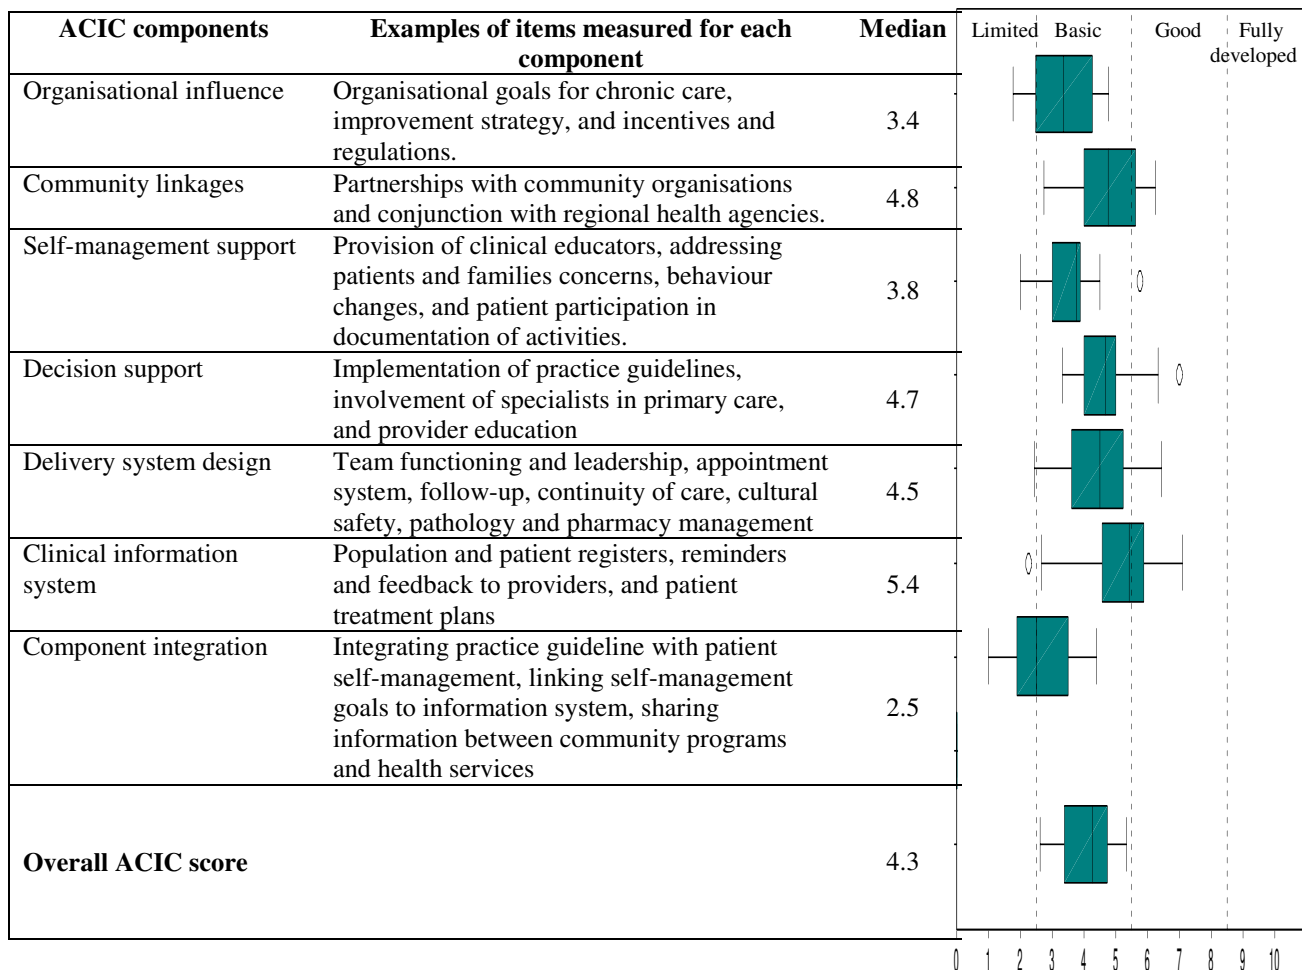 ACIC components
Examples of items measured for each
component
Median
Limited
Basic
Good
Fully
developed
Organisational influence
Organisational goals for chronic care,
improvement strategy, and incentives and
regulations.
3.4
Community linkages
Partnerships with community organisations
and conjunction with regional health agencies.
4.8
Self-management support
Provision of clinical educators, addressing
patients and families concerns, behaviour
changes, and patient participation in
documentation of activities.
3.8
Decision support
Implementation of practice guidelines,
involvement of specialists in primary care,
and provider education
4.7
Delivery system design
Team functioning and leadership, appointment
system, follow-up, continuity of care, cultural
safety, pathology and pharmacy management
4.5
Clinical information
system
Population and patient registers, reminders
and feedback to providers, and patient
treatment plans
5.4
Component integration
Integrating practice guideline with patient
self-management, linking self-management
goals to information system, sharing
information between community programs
and health services
2.5
Overall ACIC score
4.3
0 1 2 3 4 5 6 7 8 9 10